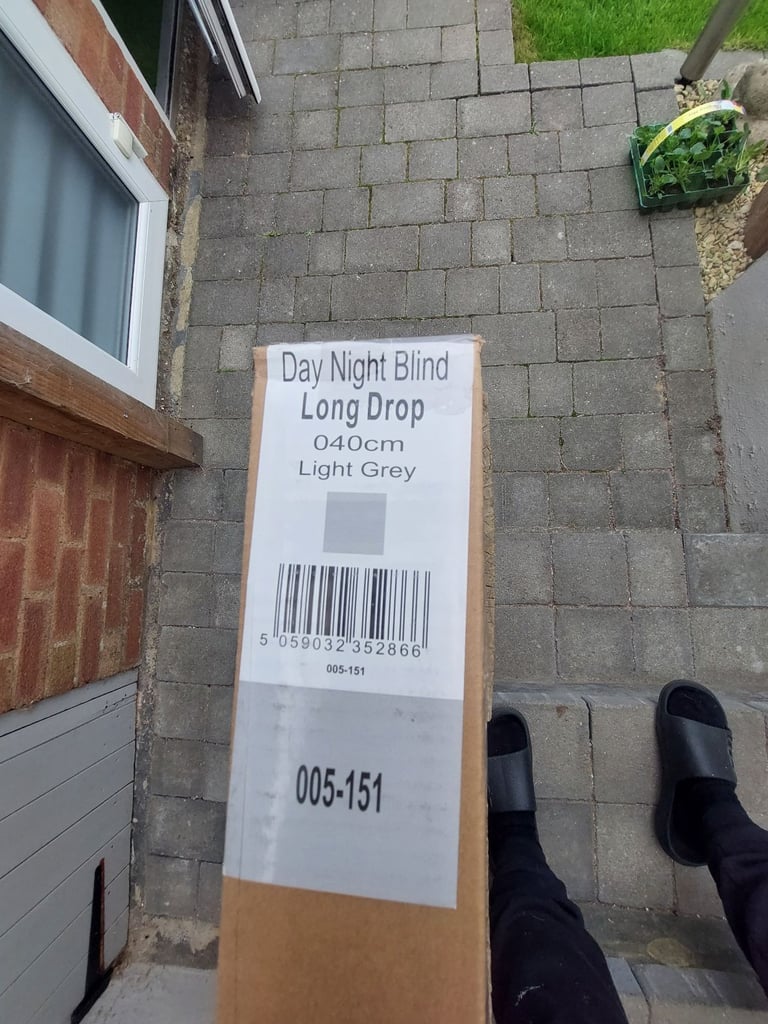 Day Night Blind
Long Drop
040cm
Light Grey
5 059032 352866
005-151
005-151